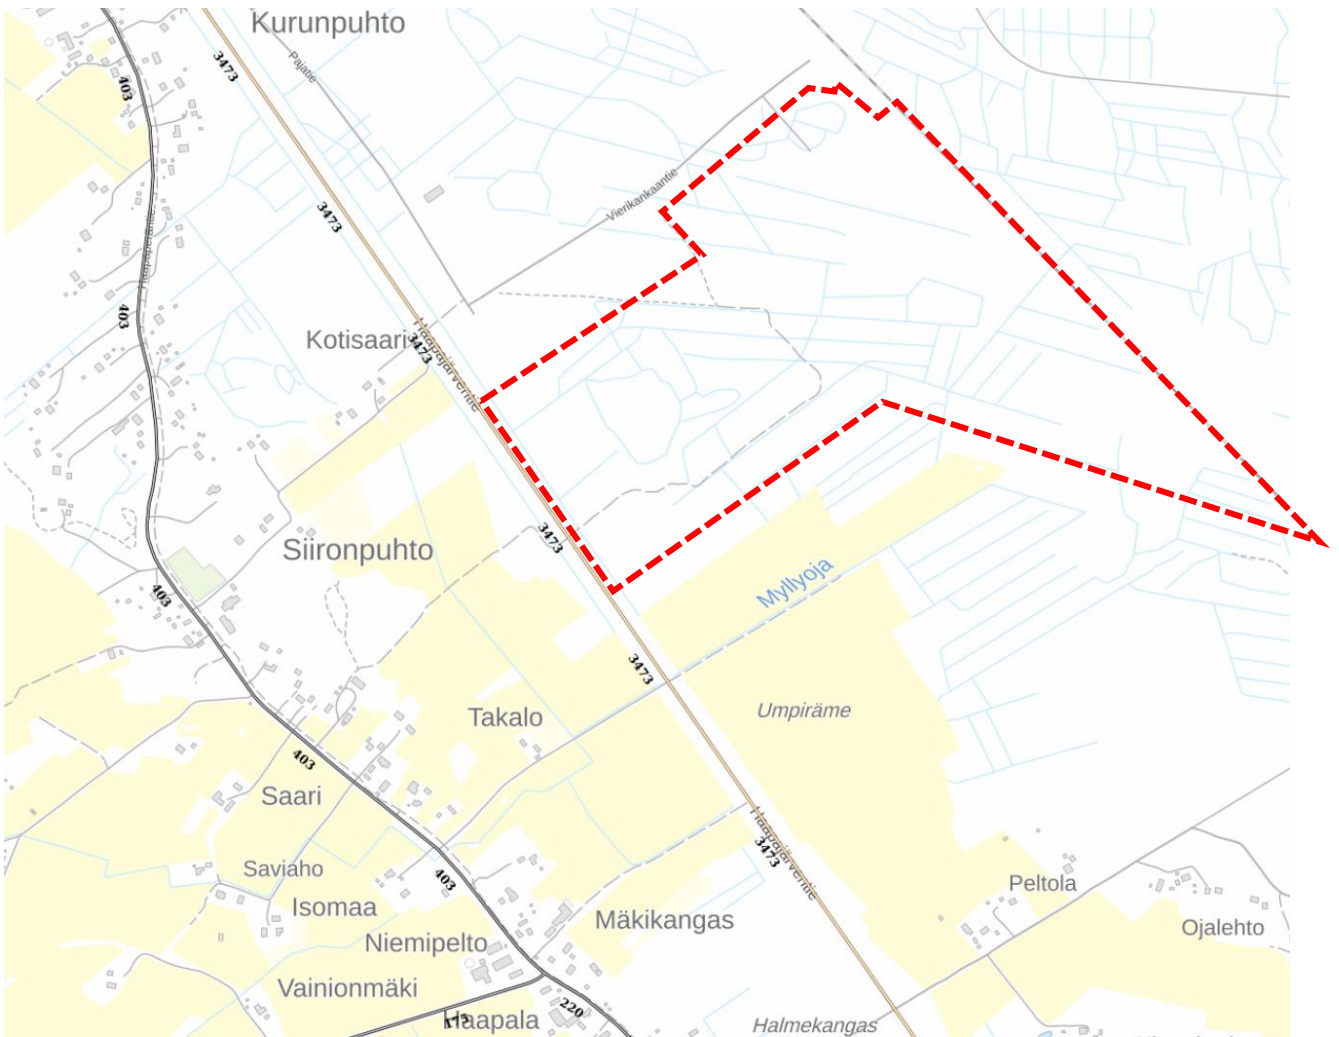 Kurunpuhto
3473
Pajatie
403
Vierikankaantie
3473
Haapaperäntie
403
Kotisaari
3473
Haapajärventie
Siironpuhto
3473
403
Myllyoja
3473
Takalo
Umpiräme
403
Saari
Haapajärventie
3473
Saviaho
403
Peltola
Isomaa
Mäkikangas
Ojalehto
Niemipelto
Vainionmäki
220
Haapala
Halmekangas